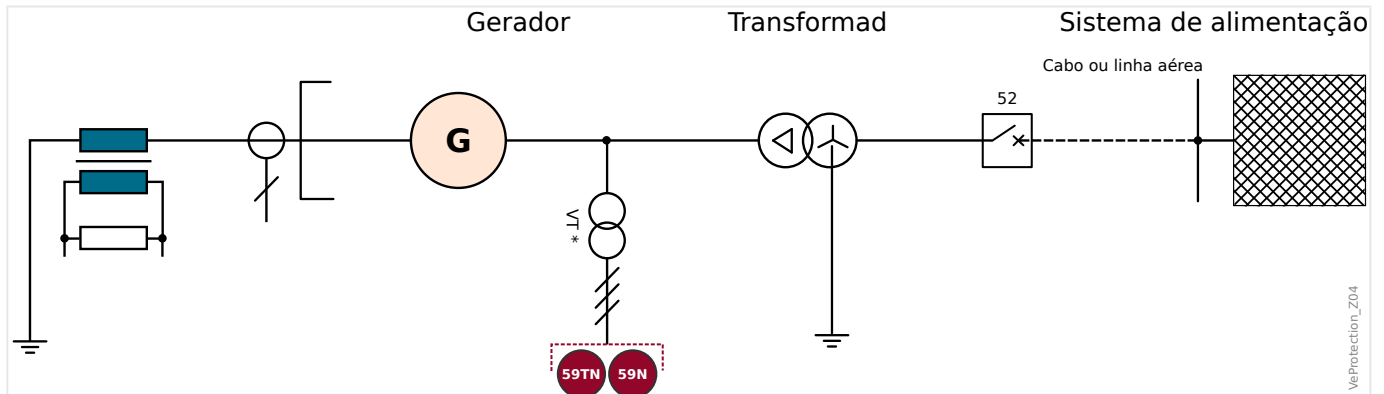 Gerador
Transformad
Sistema de alimentação
Cabo ou linha aérea
52
G
VT *
59TN
59N
VeProtection_Z04